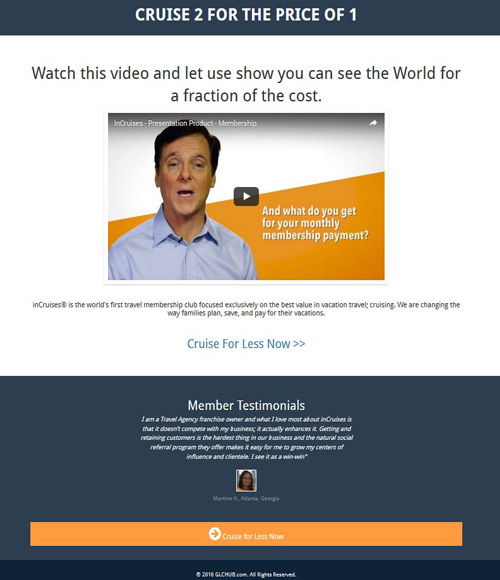 CRUISE 2 FOR THE PRICE OF 1
Watch this video and let use show you can see the World for
a fraction of the cost.
InCruises - Presentation Product - Membership
And what do you get
for your monthly
membership payment?
inCruises® is the world's first travel membership club focused exclusively on the best value in vacation travel; cruising. We are changing the
way families plan, save, and pay for their vacations.
Cruise For Less Now >>
Member Testimonials
I am a Travel Agency franchise owner and what I love most about inCruises is
that it doesn't compete with my business; it actually enhances it. Getting and
retaining customers is the hardest thing in our business and the natural social
referral program they offer makes it easy for me to grow my centers of
influence and clientele. I see it as a win-win"
Martine H., Atlanta, Georgia
Cruise for Less Now
© 2016 GLCHUB.com. All Rights Reserved.